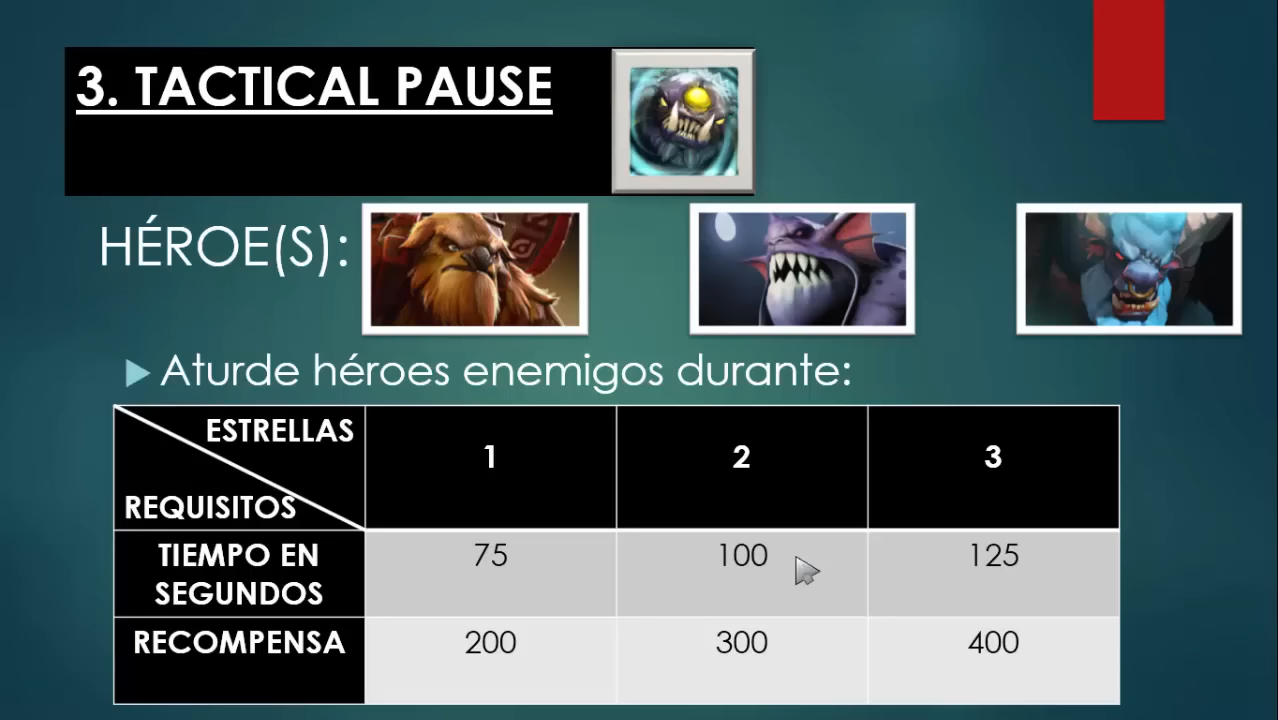 3. TACTICAL PAUSE
HÉROE(S):
Aturde héroes enemigos durante:
ESTRELLAS
REQUISITOS
1 2 3
TIEMPO EN
SEGUNDOS
75 100 125
RECOMPENSA 200 300 400